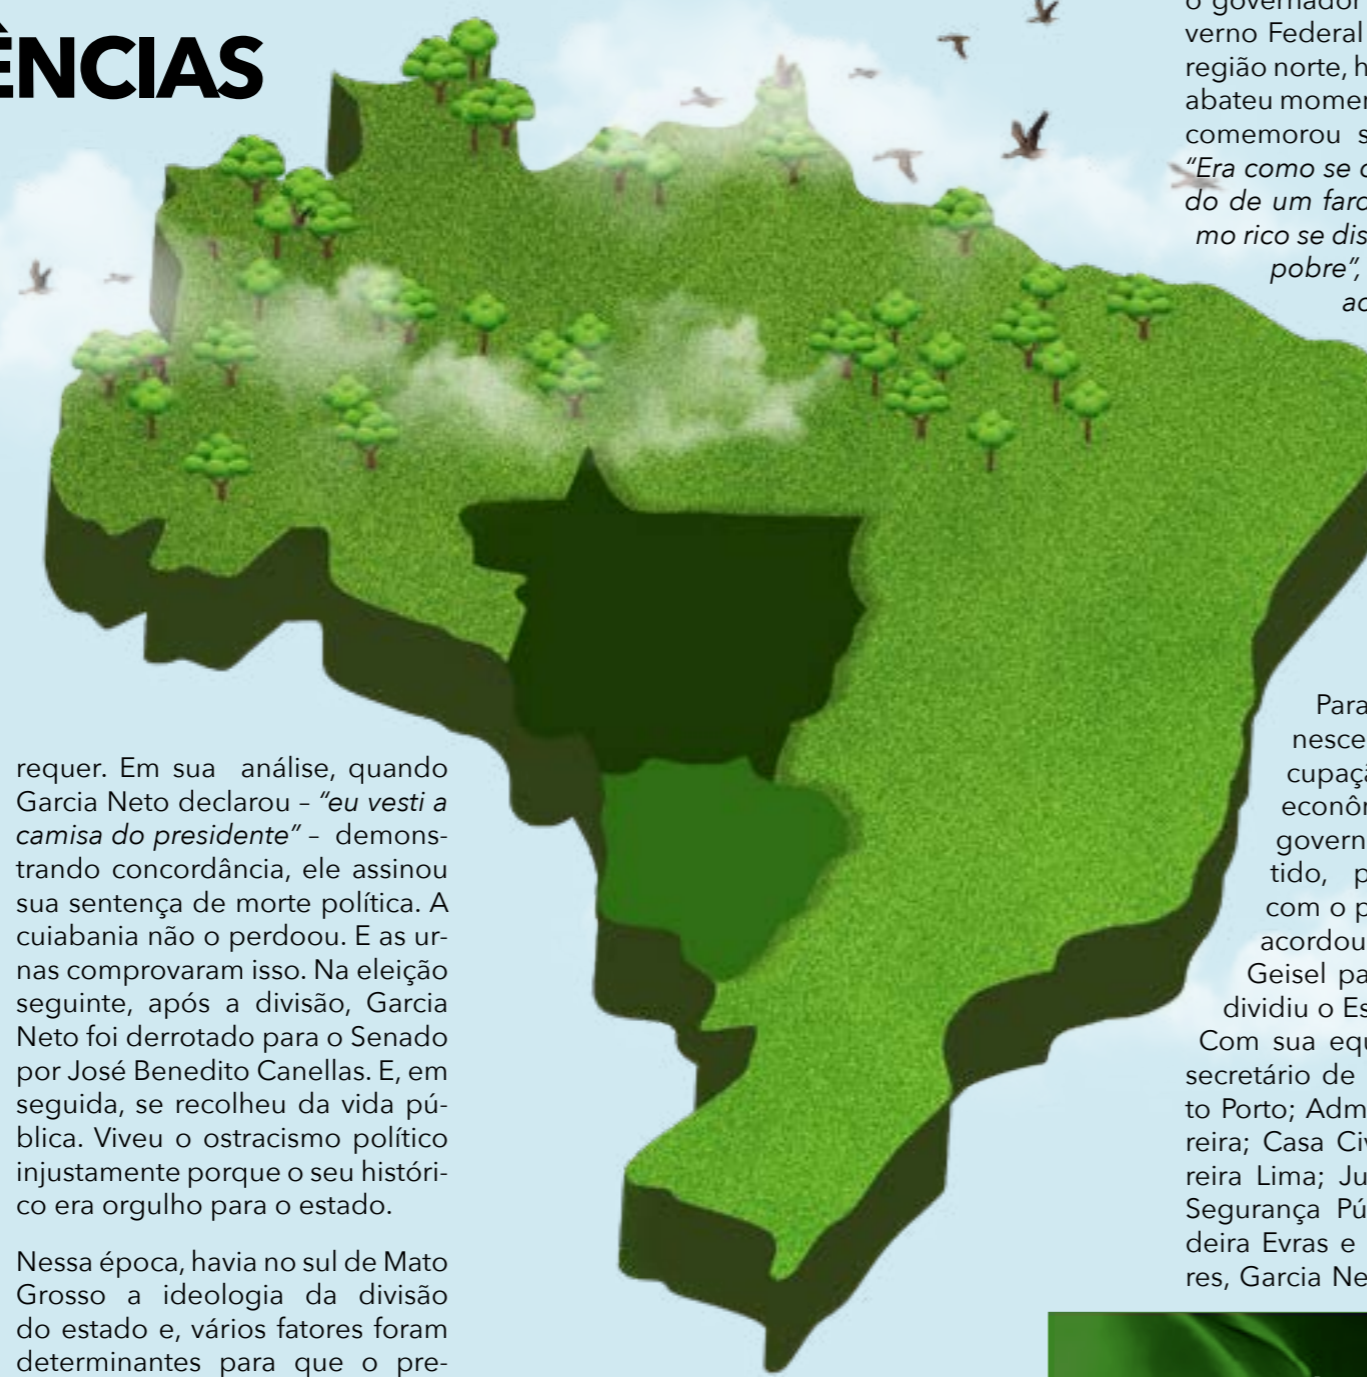 ÊNCIAS
requer. Em sua análise, quando
Garcia Neto declarou – “eu vesti a
camisa do presidente” – demons-
trando concordância, ele assinou
sua sentença de morte política. A
cuiabania não o perdoou. E as ur-
nas comprovaram isso. Na eleição
seguinte, após a divisão, Garcia
Neto foi derrotado para o Senado
por José Benedito Canellas. E, em
seguida, se recolheu da vida pú-
blica. Viveu o ostracismo político
injustamente porque o seu históri-
co era orgulho para o estado.
Nessa época, havia no sul de Mato
Grosso a ideologia da divisão
do estado e, vários fatores foram
determinantes para que o pre-
o governador
verno Federal
região norte, h
abateu momen
comemorou s
“Era como se o
do de um faro
mo rico se dis
pobre”,
ac
Para
nesce
cupaçã
econôn
govern
tido, p
com o p
acordou
Geisel pa
dividiu o Es
Com sua equ
secretário de
to Porto; Adm
reira; Casa Civ
reira Lima; Ju
Segurança Pú
deira Evras e
res, Garcia Ne